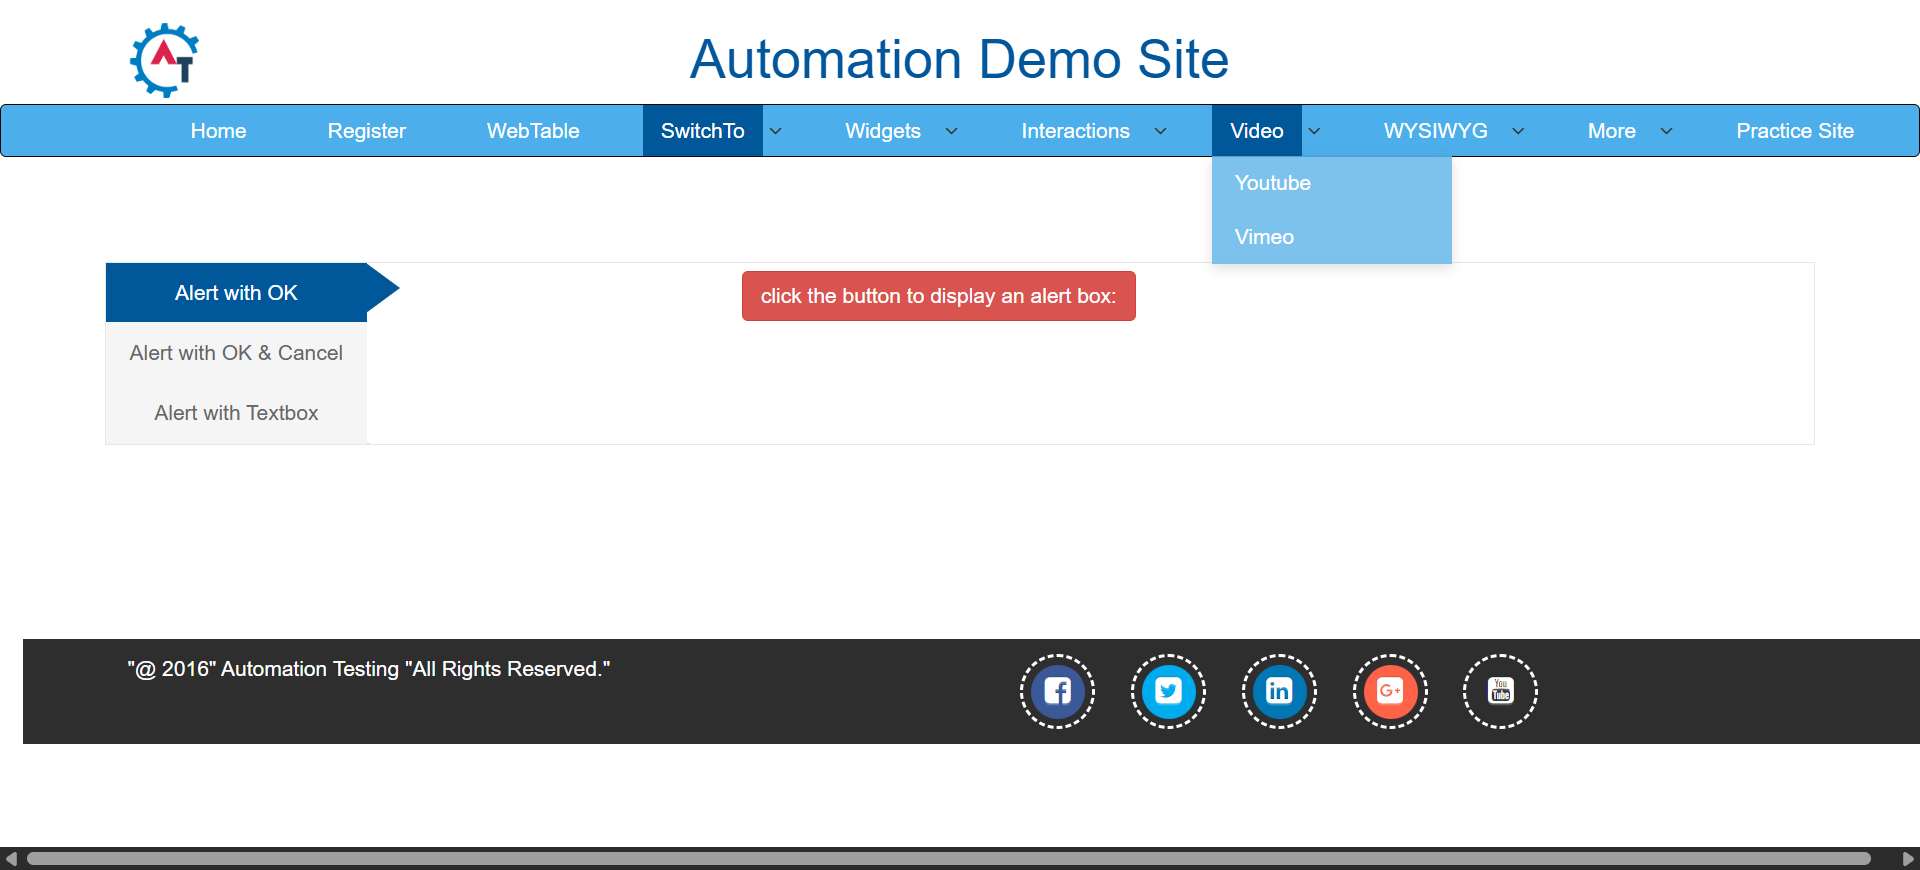 AT
Automation Demo Site
Home Register WebTable SwitchTo Widgets Interactions Video WYSIWYG More Practice Site
Youtube
Vimeo
Alert with OK
click the button to display an alert box:
Alert with OK & Cancel
Alert with Textbox
"@ 2016" Automation Testing "All Rights Reserved."
f in G+ You Tube